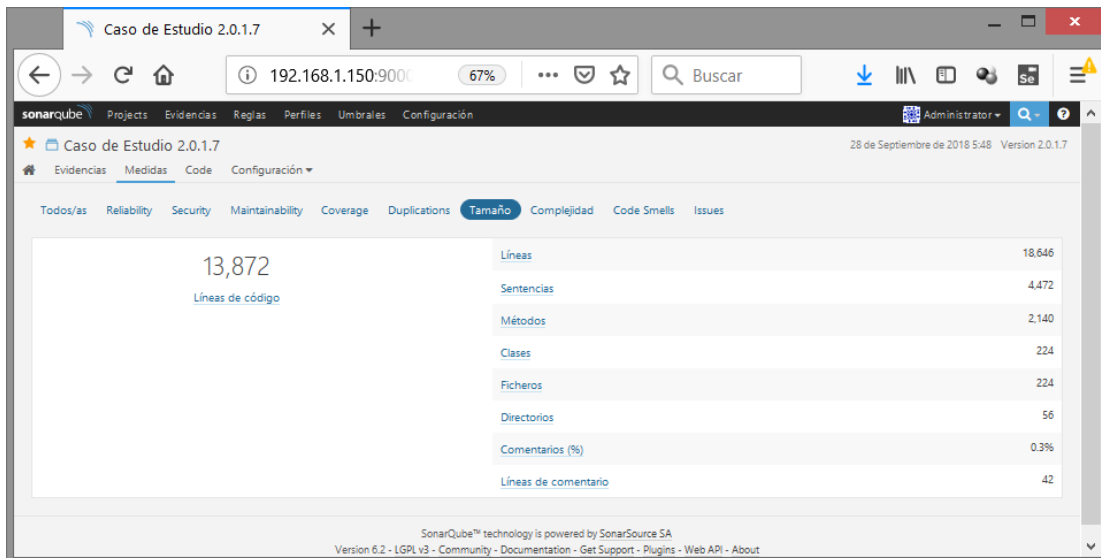 Caso de Estudio 2.0.1.7
192.168.1.150:9000 67% Buscar
sonarqube Projects Evidencias Reglas Perfiles Umbrales Configuración Administrator
Caso de Estudio 2.0.1.7 28 de Septiembre de 2018 5:48 Version 2.0.1.7
Evidencias Medidas Code Configuración
Todos/as Reliability Security Maintainability Coverage Duplications Tamaño Complejidad Code Smells Issues
13,872
Líneas de código
Líneas 18,646
Sentencias 4,472
Métodos 2,140
Clases 224
Ficheros 224
Directorios 56
Comentarios (%) 0.3%
Líneas de comentario 42
SonarQube™ technology is powered by SonarSource SA
Version 6.2 - LGPL v3 - Community - Documentation - Get Support - Plugins - Web API - About